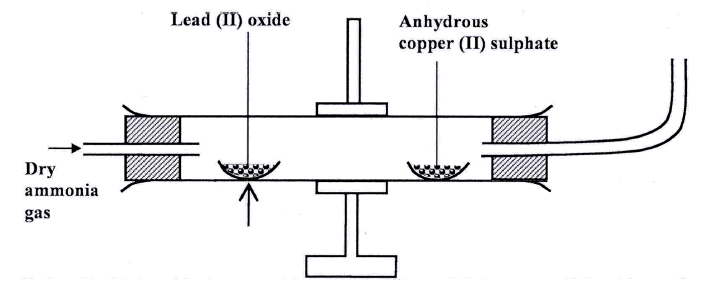 Lead (II) oxide
Anhydrous
copper (II) sulphate
Dry
ammonia
gas